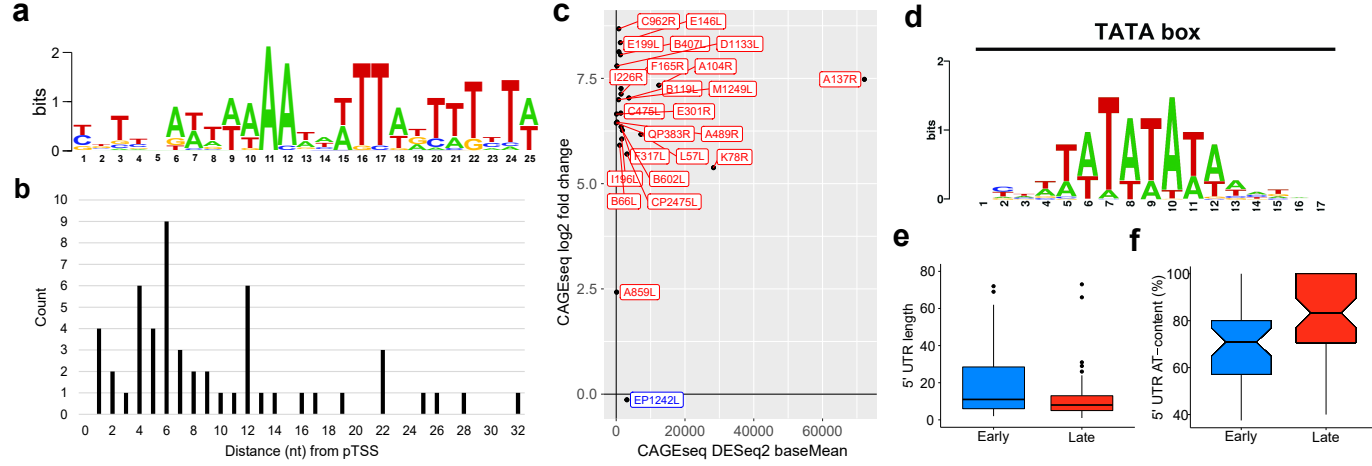 a
bits
2
1
0
1 2 3 4 5 6 7 8 9 10 11 12 13 14 15 16 17 18 19 20 21 22 23 24 25
b
Count
10
9
8
7
6
5
4
3
2
1
0
0 2 4 6 8 10 12 14 16 18 20 22 24 26 28 30 32
Distance (nt) from pTSS
c
CAGEseq log2 fold change
7.5
5.0
2.5
0.0
C962R E146L
E199L B407L D1133L
F165R A104R
I226R
B119L M1249L
A137R
C475L E301R
QP383R A489R
F317L L57L K78R
I196L B602L
B66L CP2475L
A859L
EP1242L
0 20000 40000 60000
CAGEseq DESeq2 baseMean
d
TATA box
bits
2
1
0
1 2 3 4 5 6 7 8 9 10 11 12 13 14 15 16 17
e
5' UTR length
80
60
40
20
0
Early Late
f
5' UTR AT−content (%)
100
80
60
40
Early Late